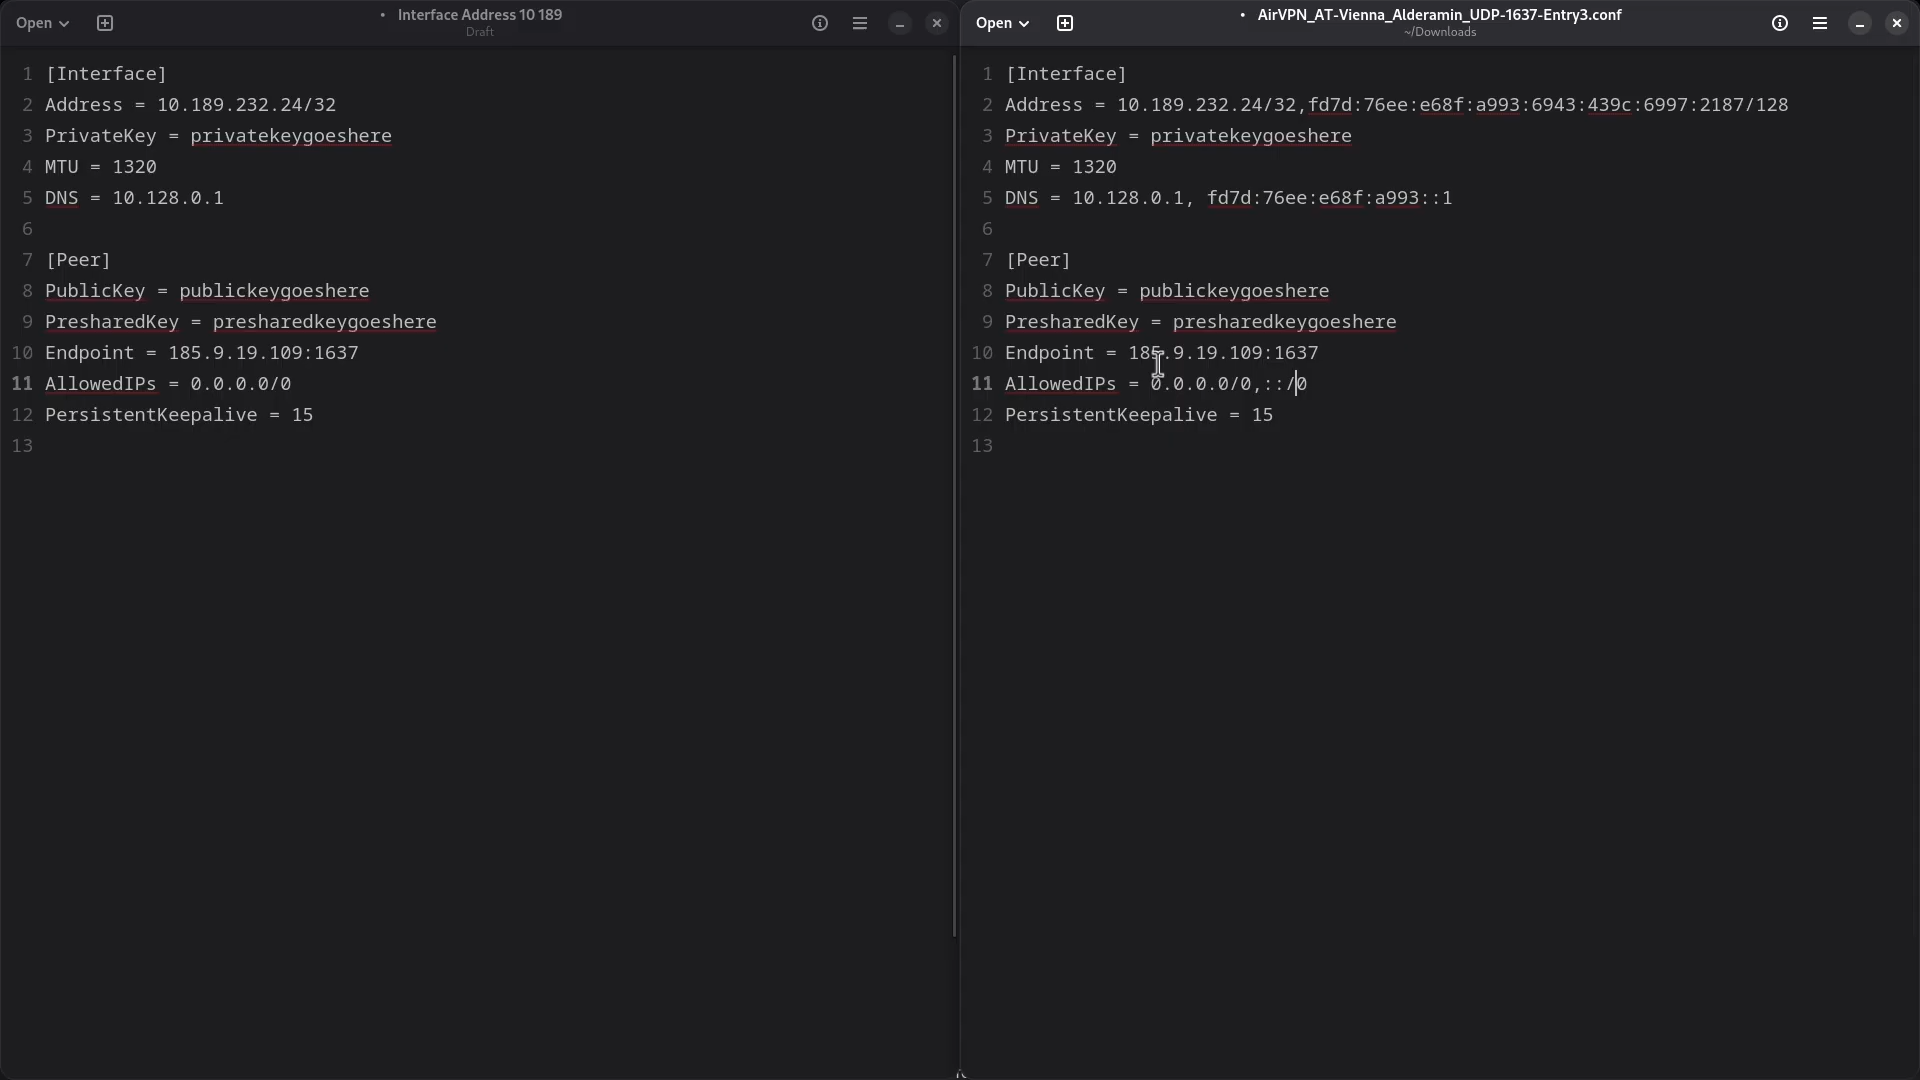 Open
Interface Address 10 189
Draft
1 [Interface]
2 Address = 10.189.232.24/32
3 PrivateKey = privatekeygoeshere
4 MTU = 1320
5 DNS = 10.128.0.1
6
7 [Peer]
8 PublicKey = publickeygoeshere
9 PresharedKey = presharedkeygoeshere
10 Endpoint = 185.9.19.109:1637
11 AllowedIPs = 0.0.0.0/0
12 PersistentKeepalive = 15
13
Open
AirVPN_AT-Vienna_Alderamin_UDP-1637-Entry3.conf
~/Downloads
1 [Interface]
2 Address = 10.189.232.24/32,fd7d:76ee:e68f:a993:6943:439c:6997:2187/128
3 PrivateKey = privatekeygoeshere
4 MTU = 1320
5 DNS = 10.128.0.1, fd7d:76ee:e68f:a993::1
6
7 [Peer]
8 PublicKey = publickeygoeshere
9 PresharedKey = presharedkeygoeshere
10 Endpoint = 185.9.19.109:1637
11 AllowedIPs = 0.0.0.0/0,::/0
12 PersistentKeepalive = 15
13